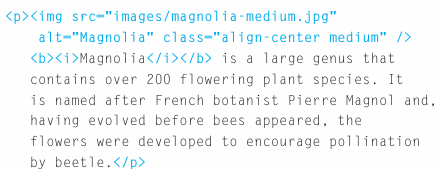 <p><img src="images/magnolia-medium.jpg"
alt="Magnolia" class="align-center medium" />
<b><i>Magnolia</i></b> is a large genus that
contains over 200 flowering plant species. It
is named after French botanist Pierre Magnol and,
having evolved before bees appeared, the
flowers were developed to encourage pollination
by beetle.</p>